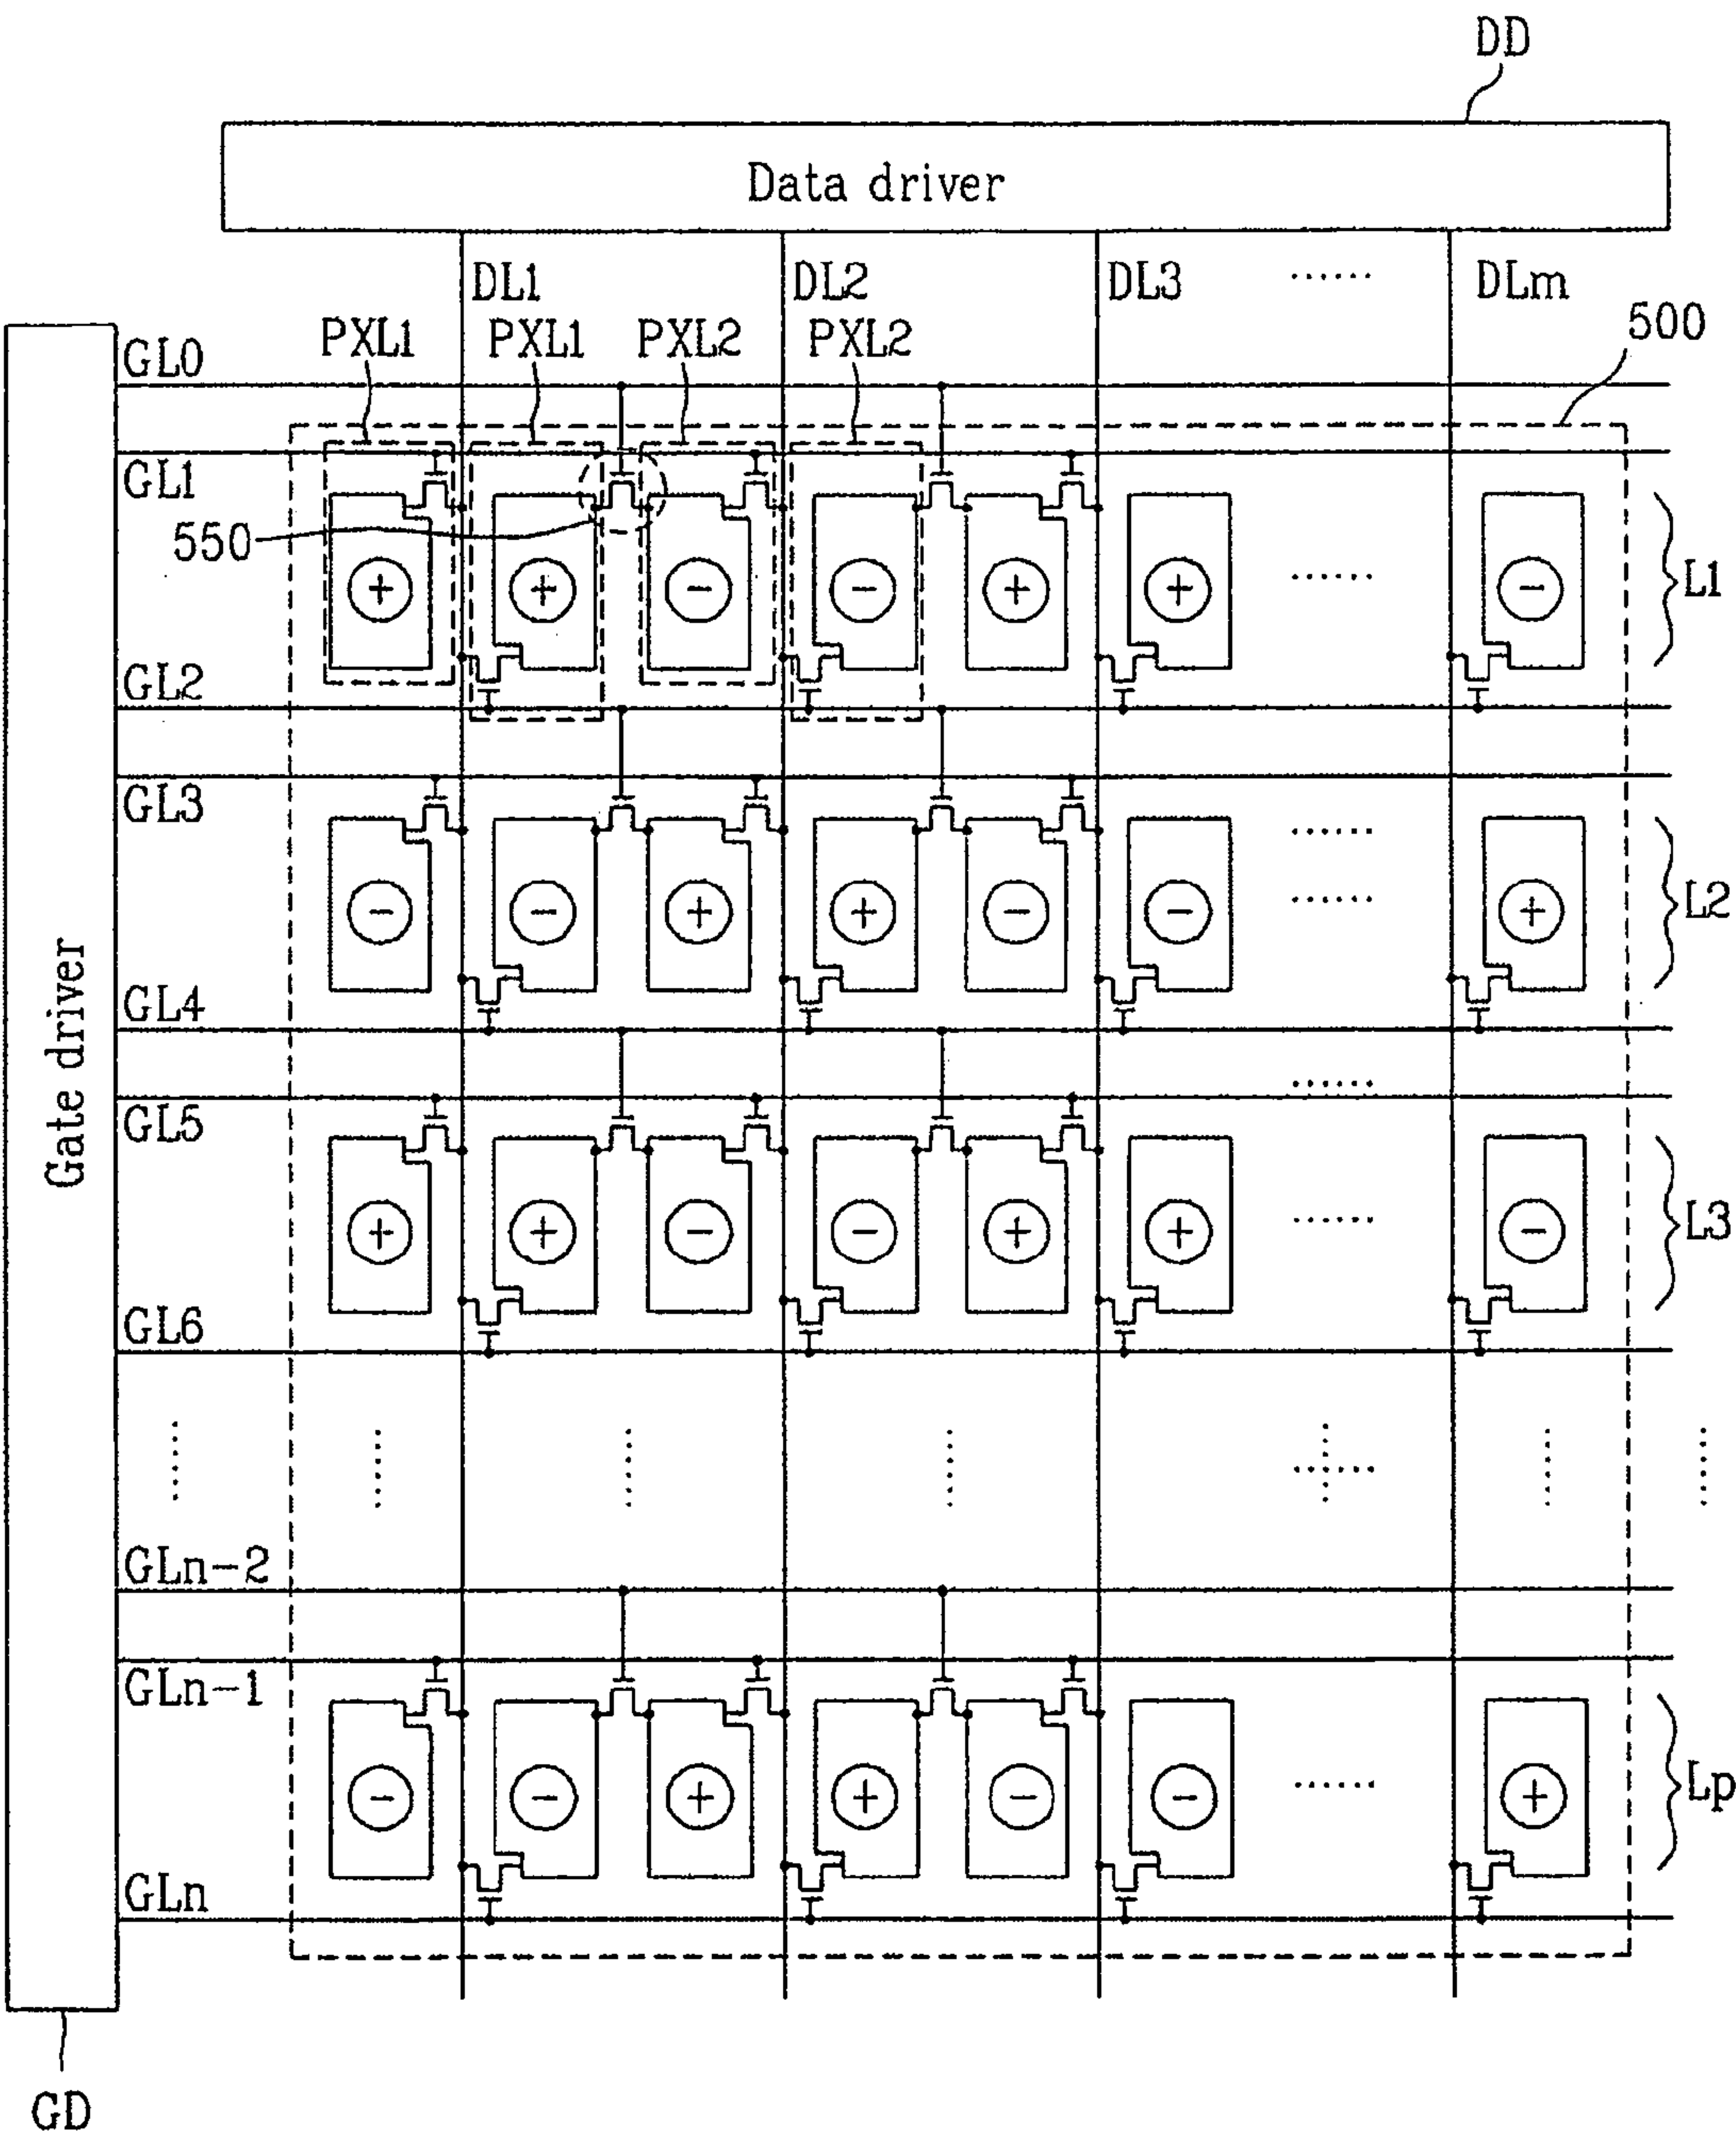 DD
Data driver
DL1 DL2 DL3 ...... DLm
500
GL0 PXL1 PXL1 PXL2 PXL2
GL1
550
+ + − − + + ...... − L1
GL2
GL3
......
− − + + − − ...... + L2
Gate driver
GL4
......
GL5
+ + − − + + ...... − L3
GL6
GLn-2
GLn-1
− − + + − − ...... + Lp
GLn
GD